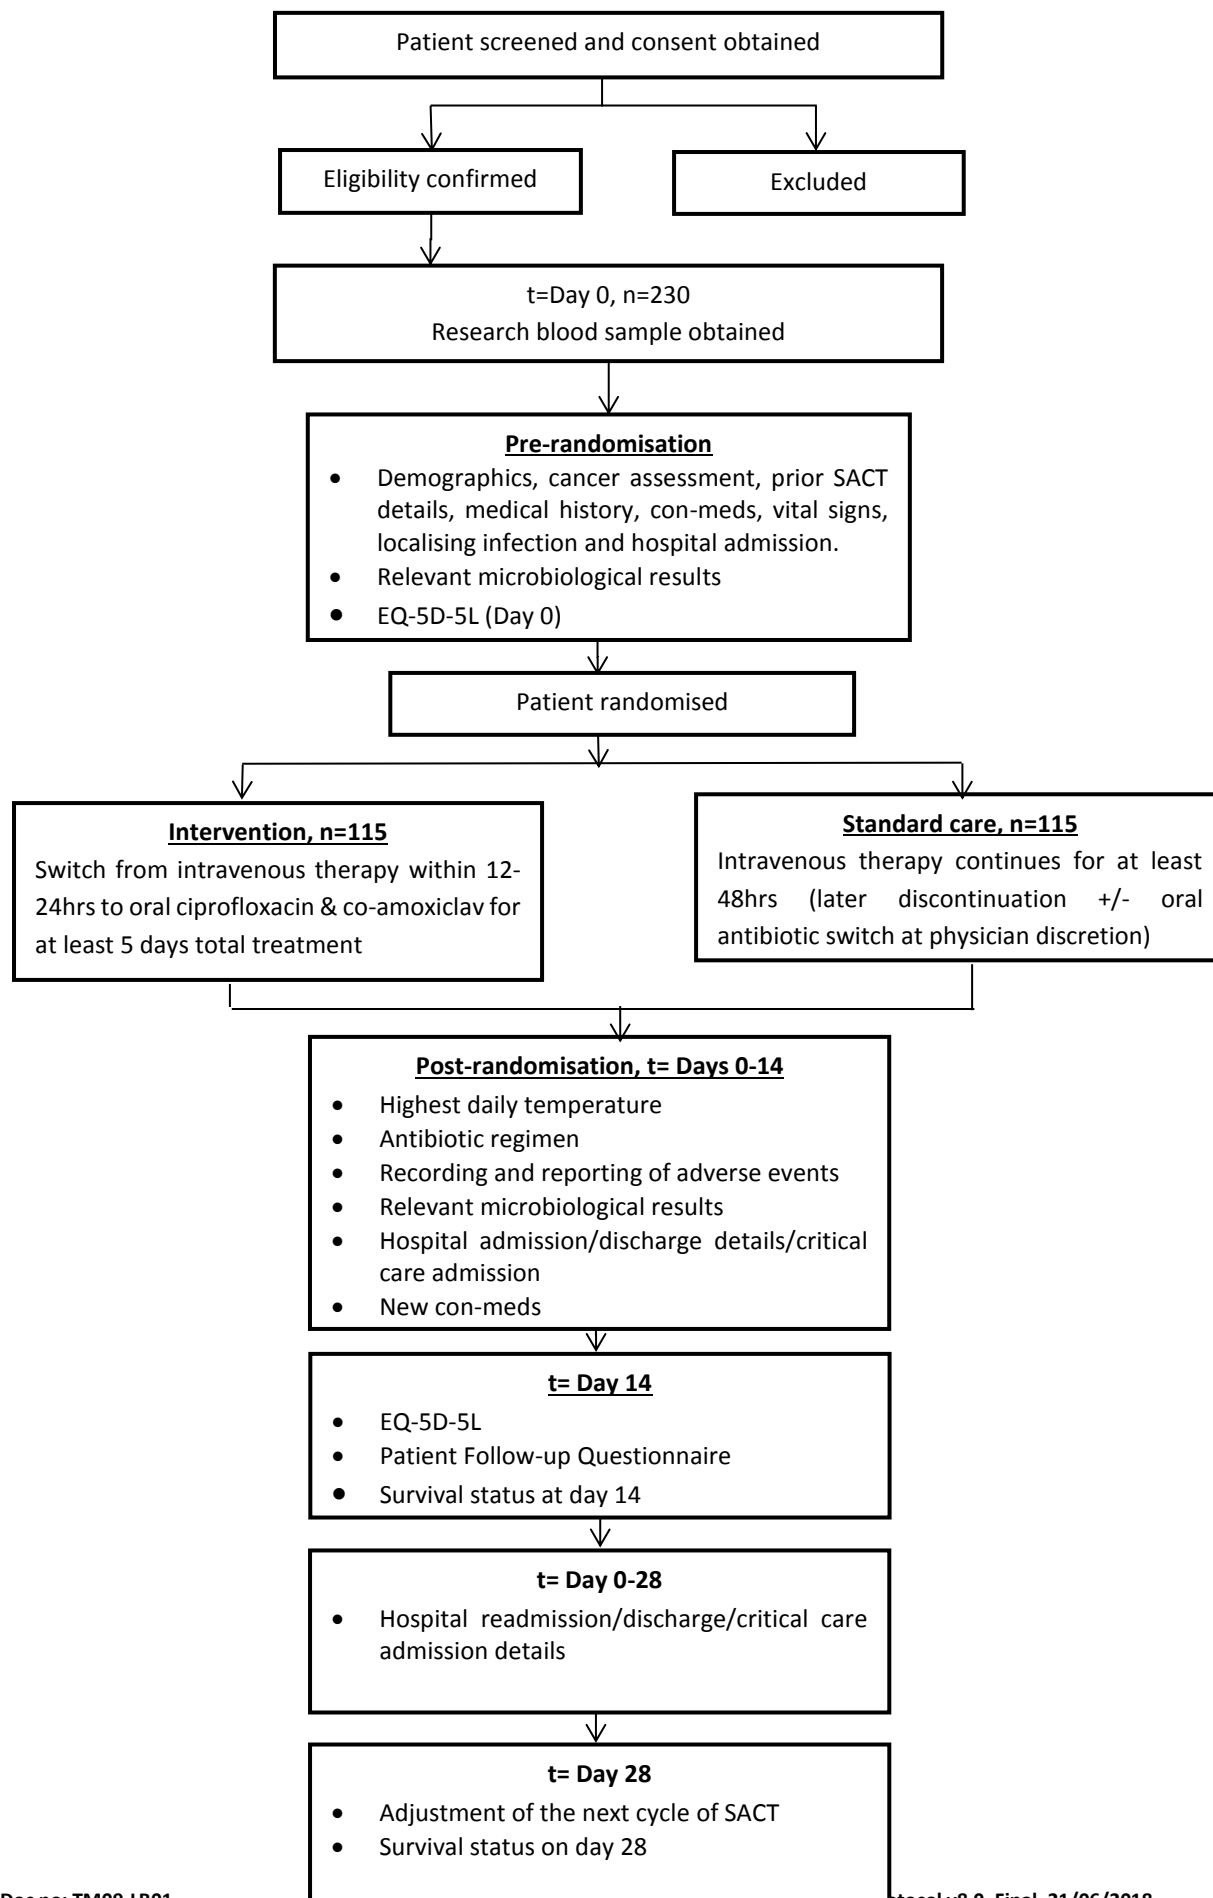 Patient screened and consent obtained
Eligibility confirmed
Excluded
t=Day 0, n=230
Research blood sample obtained
Pre-randomisation
• Demographics, cancer assessment, prior SACT
details, medical history, con-meds, vital signs,
localising infection and hospital admission.
• Relevant microbiological results
• EQ-5D-5L (Day 0)
Patient randomised
Intervention, n=115
Switch from intravenous therapy within 12-
24hrs to oral ciprofloxacin & co-amoxiclav for
at least 5 days total treatment
Standard care, n=115
Intravenous therapy continues for at least
48hrs (later discontinuation +/- oral
antibiotic switch at physician discretion)
Post-randomisation, t= Days 0-14
• Highest daily temperature
• Antibiotic regimen
• Recording and reporting of adverse events
• Relevant microbiological results
• Hospital admission/discharge details/critical
care admission
• New con-meds
t= Day 14
• EQ-5D-5L
• Patient Follow-up Questionnaire
• Survival status at day 14
t= Day 0-28
• Hospital readmission/discharge/critical care
admission details
t= Day 28
• Adjustment of the next cycle of SACT
• Survival status on day 28